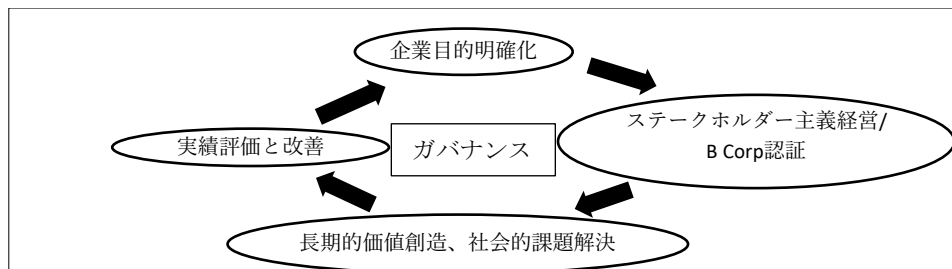 企業目的明確化
ステークホルダー主義経営/
B Corp認証
実績評価と改善
ガバナンス
長期的価値創造、社会的課題解決